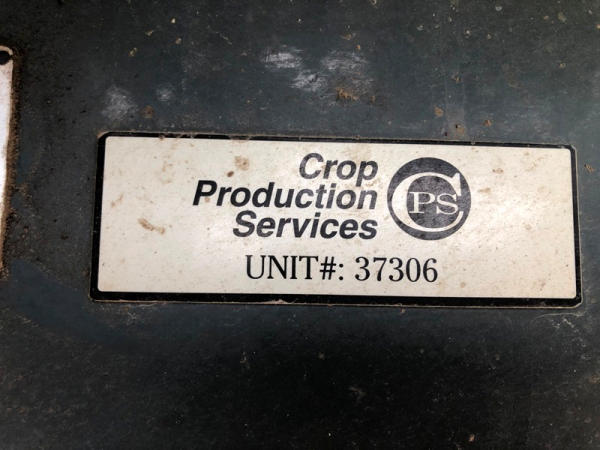 Crop
Production
Services
CPS
UNIT#: 37306